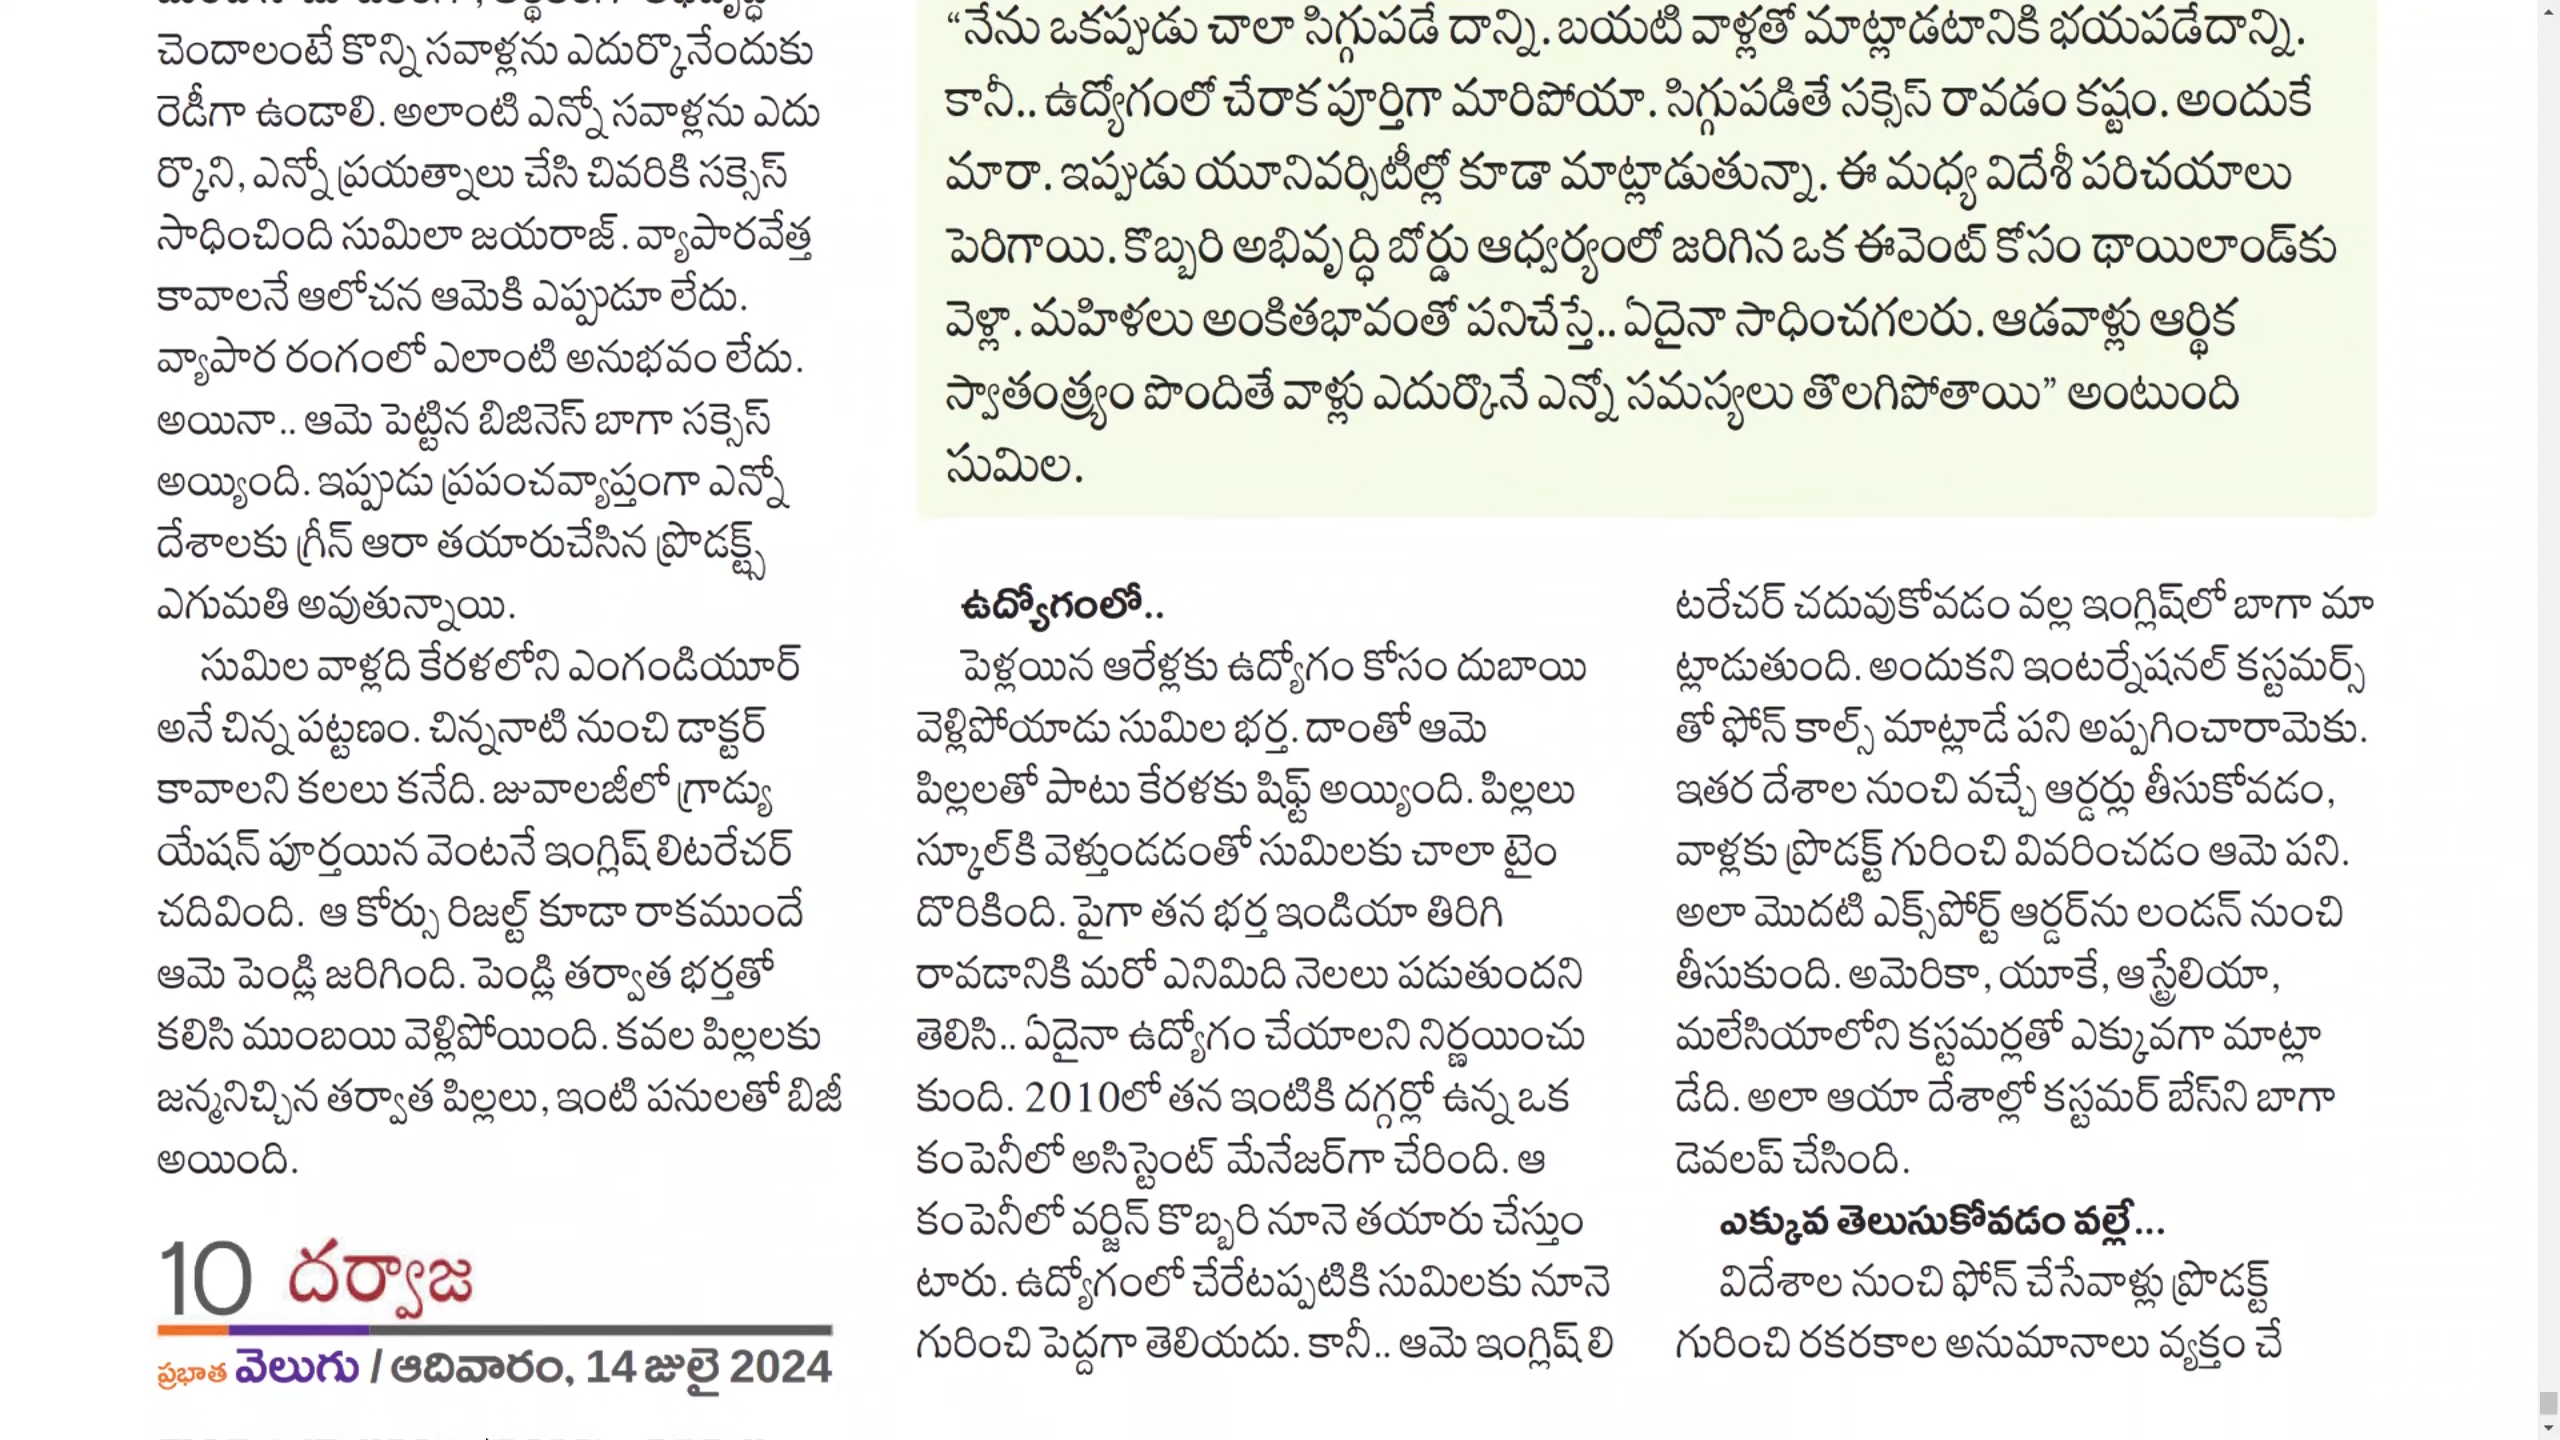 చెందాలంటే కొన్ని సవాళ్లను ఎదుర్కొనేందుకు
రెడీగా ఉండాలి. అలాంటి ఎన్నో సవాళ్లను ఎదు
ర్కొని, ఎన్నో ప్రయత్నాలు చేసి చివరికి సక్సెస్
సాధించింది సుమిలా జయరాజ్. వ్యాపారవేత్త
కావాలనే ఆలోచన ఆమెకి ఎప్పుడూ లేదు.
వ్యాపార రంగంలో ఎలాంటి అనుభవం లేదు.
అయినా.. ఆమె పెట్టిన బిజినెస్ బాగా సక్సెస్
అయ్యింది. ఇప్పుడు ప్రపంచవ్యాప్తంగా ఎన్నో
దేశాలకు గ్రీన్ ఆరా తయారుచేసిన ప్రొడక్ట్స్
ఎగుమతి అవుతున్నాయి.
సుమిల వాళ్లది కేరళలోని ఎంగండియూర్
అనే చిన్న పట్టణం. చిన్ననాటి నుంచి డాక్టర్
కావాలని కలలు కనేది. జువాలజీలో గ్రాడ్యు
యేషన్ పూర్తయిన వెంటనే ఇంగ్లిష్ లిటరేచర్
చదివింది. ఆ కోర్సు రిజల్ట్ కూడా రాకముందే
ఆమె పెండ్లి జరిగింది. పెండ్లి తర్వాత భర్తతో
కలిసి ముంబయి వెళ్లిపోయింది. కవల పిల్లలకు
జన్మనిచ్చిన తర్వాత పిల్లలు, ఇంటి పనులతో బిజీ
అయింది.
“నేను ఒకప్పుడు చాలా సిగ్గుపడే దాన్ని. బయటి వాళ్లతో మాట్లాడటానికి భయపడేదాన్ని.
కానీ.. ఉద్యోగంలో చేరాక పూర్తిగా మారిపోయా. సిగ్గుపడితే సక్సెస్ రావడం కష్టం. అందుకే
మారా. ఇప్పుడు యూనివర్సిటీల్లో కూడా మాట్లాడుతున్నా. ఈ మధ్య విదేశీ పరిచయాలు
పెరిగాయి. కొబ్బరి అభివృద్ధి బోర్డు ఆధ్వర్యంలో జరిగిన ఒక ఈవెంట్ కోసం థాయిలాండ్‌కు
వెళ్లా. మహిళలు అంకితభావంతో పనిచేస్తే.. ఏదైనా సాధించగలరు. ఆడవాళ్లు ఆర్థిక
స్వాతంత్ర్యం పొందితే వాళ్లు ఎదుర్కొనే ఎన్నో సమస్యలు తొలగిపోతాయి” అంటుంది
సుమిల.
ఉద్యోగంలో..
పెళ్లయిన ఆరేళ్లకు ఉద్యోగం కోసం దుబాయి
వెళ్లిపోయాడు సుమిల భర్త. దాంతో ఆమె
పిల్లలతో పాటు కేరళకు షిఫ్ట్ అయ్యింది. పిల్లలు
స్కూల్‌కి వెళ్తుండడంతో సుమిలకు చాలా టైం
దొరికింది. పైగా తన భర్త ఇండియా తిరిగి
రావడానికి మరో ఎనిమిది నెలలు పడుతుందని
తెలిసి.. ఏదైనా ఉద్యోగం చేయాలని నిర్ణయించు
కుంది. 2010లో తన ఇంటికి దగ్గర్లో ఉన్న ఒక
కంపెనీలో అసిస్టెంట్ మేనేజర్‌గా చేరింది. ఆ
కంపెనీలో వర్జిన్ కొబ్బరి నూనె తయారు చేస్తుం
టారు. ఉద్యోగంలో చేరేటప్పటికి సుమిలకు నూనె
గురించి పెద్దగా తెలియదు. కానీ.. ఆమె ఇంగ్లిష్ లి
టరేచర్ చదువుకోవడం వల్ల ఇంగ్లిష్‌లో బాగా మా
ట్లాడుతుంది. అందుకని ఇంటర్నేషనల్ కస్టమర్స్
తో ఫోన్ కాల్స్ మాట్లాడే పని అప్పగించారామెకు.
ఇతర దేశాల నుంచి వచ్చే ఆర్డర్లు తీసుకోవడం,
వాళ్లకు ప్రొడక్ట్ గురించి వివరించడం ఆమె పని.
అలా మొదటి ఎక్స్‌పోర్ట్ ఆర్డర్‌ను లండన్ నుంచి
తీసుకుంది. అమెరికా, యూకే, ఆస్ట్రేలియా,
మలేసియాలోని కస్టమర్లతో ఎక్కువగా మాట్లా
డేది. అలా ఆయా దేశాల్లో కస్టమర్ బేస్‌ని బాగా
డెవలప్ చేసింది.
ఎక్కువ తెలుసుకోవడం వల్లే...
విదేశాల నుంచి ఫోన్ చేసేవాళ్లు ప్రొడక్ట్
గురించి రకరకాల అనుమానాలు వ్యక్తం చే
10 దర్వాజ
ప్రభాత వెలుగు / ఆదివారం, 14 జులై 2024